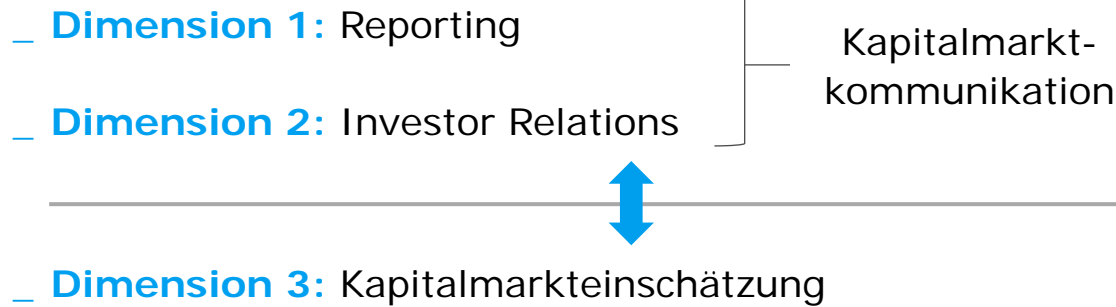 _ Dimension 1: Reporting
Kapitalmarkt-
kommunikation
_ Dimension 2: Investor Relations
_ Dimension 3: Kapitalmarkteinschätzung